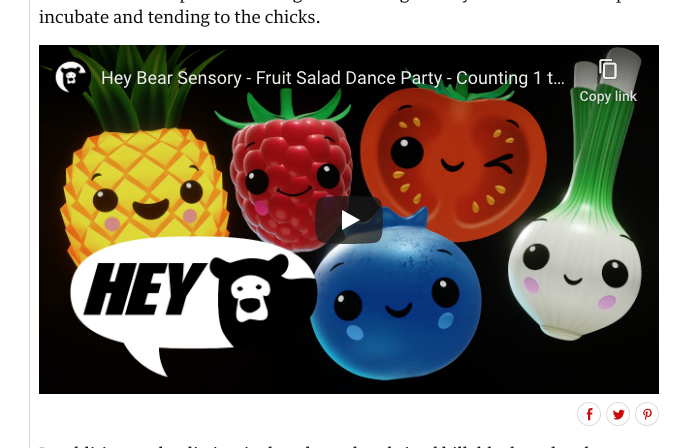 incubate and tending to the chicks.
Hey Bear Sensory - Fruit Salad Dance Party - Counting 1 t...
Copy link
HEY